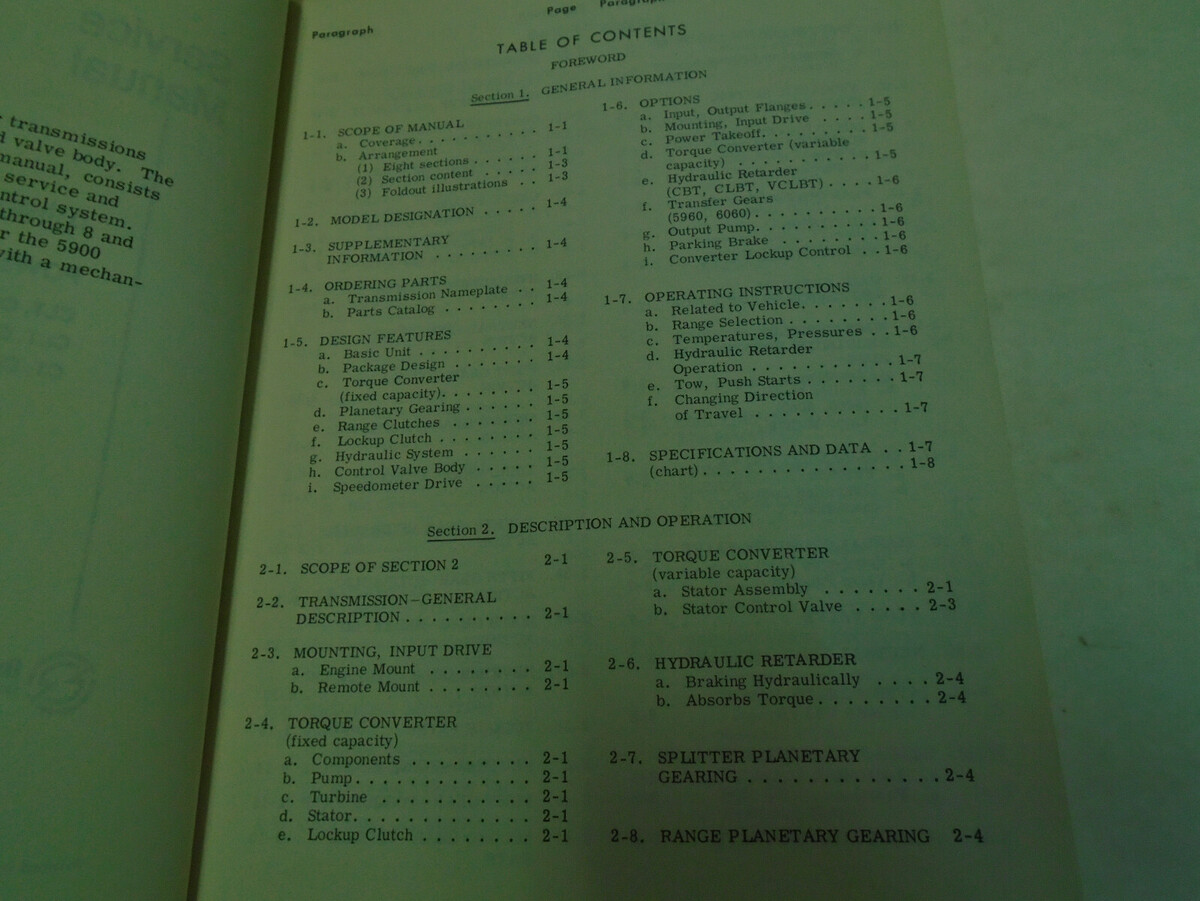 Service
Manual
transmissions
valve body. The
manual, consists
service and
control system.
through 8 and
the 5900
with a mechan-
Paragraph
Page Paragraph
TABLE OF CONTENTS
FOREWORD
Section 1. GENERAL INFORMATION
1-1. SCOPE OF MANUAL
a. Coverage. . . . . . . . . . . 1-1
b. Arrangement
(1) Eight sections . . . . . . 1-1
(2) Section content . . . . . 1-3
(3) Foldout illustrations . . 1-3
1-2. MODEL DESIGNATION . . . . . 1-4
1-3. SUPPLEMENTARY
INFORMATION . . . . . . . . 1-4
1-4. ORDERING PARTS
a. Transmission Nameplate . . 1-4
b. Parts Catalog . . . . . . . . 1-4
1-5. DESIGN FEATURES
a. Basic Unit . . . . . . . . . . 1-4
b. Package Design . . . . . . . 1-4
c. Torque Converter
(fixed capacity). . . . . . . . 1-5
d. Planetary Gearing . . . . . . 1-5
e. Range Clutches . . . . . . . 1-5
f. Lockup Clutch . . . . . . . . 1-5
g. Hydraulic System . . . . . . 1-5
h. Control Valve Body . . . . . 1-5
i. Speedometer Drive . . . . . 1-5
1-6. OPTIONS
a. Input, Output Flanges. . . . . 1-5
b. Mounting, Input Drive . . . . 1-5
c. Power Takeoff. . . . . . . . 1-5
d. Torque Converter (variable
capacity) . . . . . . . . . . 1-5
e. Hydraulic Retarder
(CBT, CLBT, VCLBT) . . . . 1-6
f. Transfer Gears
(5960, 6060). . . . . . . . . 1-6
g. Output Pump. . . . . . . . . 1-6
h. Parking Brake . . . . . . . 1-6
i. Converter Lockup Control . . 1-6
1-7. OPERATING INSTRUCTIONS
a. Related to Vehicle. . . . . . . 1-6
b. Range Selection . . . . . . . . 1-6
c. Temperatures, Pressures . . 1-6
d. Hydraulic Retarder
Operation . . . . . . . . . . . 1-7
e. Tow, Push Starts . . . . . . . 1-7
f. Changing Direction
of Travel . . . . . . . . . . . 1-7
1-8. SPECIFICATIONS AND DATA . . 1-7
(chart). . . . . . . . . . . . . . . 1-8
Section 2. DESCRIPTION AND OPERATION
2-1. SCOPE OF SECTION 2 2-1
2-2. TRANSMISSION-GENERAL
DESCRIPTION . . . . . . . . . . 2-1
2-3. MOUNTING, INPUT DRIVE
a. Engine Mount . . . . . . . . 2-1
b. Remote Mount . . . . . . . . 2-1
2-4. TORQUE CONVERTER
(fixed capacity)
a. Components . . . . . . . . . 2-1
b. Pump. . . . . . . . . . . . . 2-1
c. Turbine . . . . . . . . . . . 2-1
d. Stator. . . . . . . . . . . . . 2-1
e. Lockup Clutch . . . . . . . . 2-1
2-5. TORQUE CONVERTER
(variable capacity)
a. Stator Assembly . . . . . . . 2-1
b. Stator Control Valve . . . . . 2-3
2-6. HYDRAULIC RETARDER
a. Braking Hydraulically . . . . 2-4
b. Absorbs Torque. . . . . . . . 2-4
2-7. SPLITTER PLANETARY
GEARING . . . . . . . . . . . . . 2-4
2-8. RANGE PLANETARY GEARING 2-4